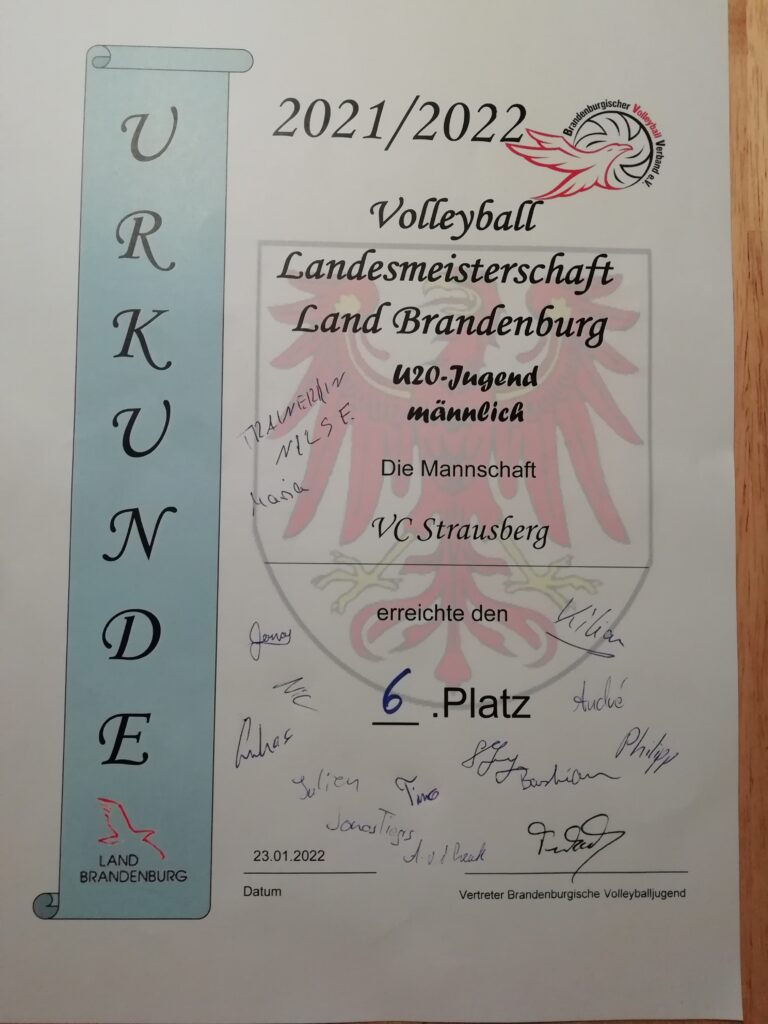 URKUNDE
2021/2022
Brandenburgischer Volleyball Verband e.V.
Volleyball
Landesmeisterschaft
Land Brandenburg
U20-Jugend
männlich
TRAINERIN
Maria
Die Mannschaft
VC Strausberg
erreichte den
Jonas
Kilian
Nic
6 .Platz
André
Lukas
Philipp
Julien
Timo
Bastian
Jonas
23.01.2022
Datum
Vertreter Brandenburgische Volleyballjugend
LAND
BRANDENBURG